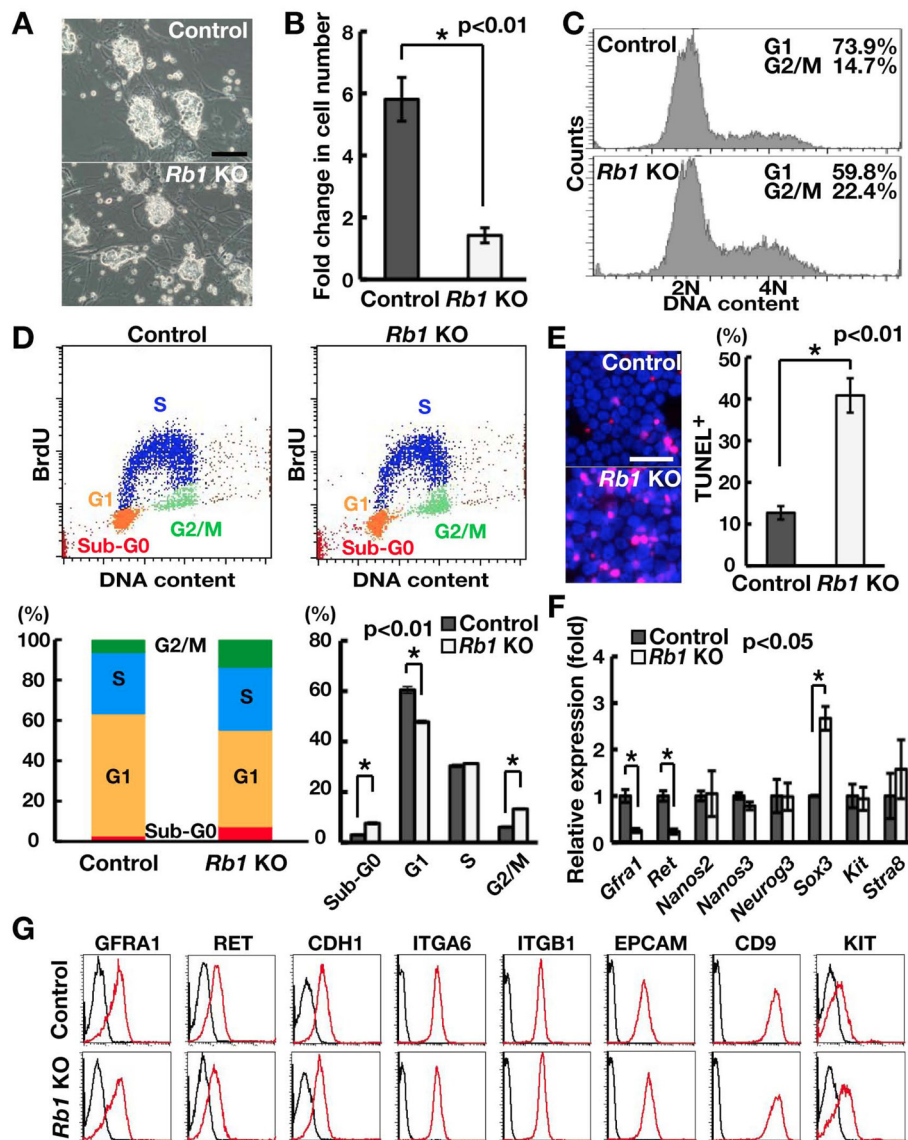 A
Control
Rb1 KO
B
p<0.01
*
Fold change in cell number
8
6
4
2
0
Control Rb1 KO
C
Control
G1 73.9%
G2/M 14.7%
Rb1 KO
G1 59.8%
G2/M 22.4%
Counts
2N 4N
DNA content
D
Control
Rb1 KO
BrdU
S
G1
G2/M
Sub-G0
DNA content
BrdU
S
G1
G2/M
Sub-G0
DNA content
(%)
100
80
60
40
20
0
G2/M
S
S
G1
G1
Sub-G0
Control Rb1 KO
(%)
80
60
40
20
0
p<0.01
Control
Rb1 KO
*
*
*
Sub-G0
G1
S
G2/M
E
Control
Rb1 KO
(%)
p<0.01
*
TUNEL+
50
40
30
20
10
0
Control Rb1 KO
F
Control
Rb1 KO
p<0.05
Relative expression (fold)
4
3
2
1
0
*
*
*
Gfra1
Ret
Nanos2
Nanos3
Neurog3
Sox3
Kit
Stra8
G
GFRA1 RET CDH1 ITGA6 ITGB1 EPCAM CD9 KIT
Control
Rb1 KO